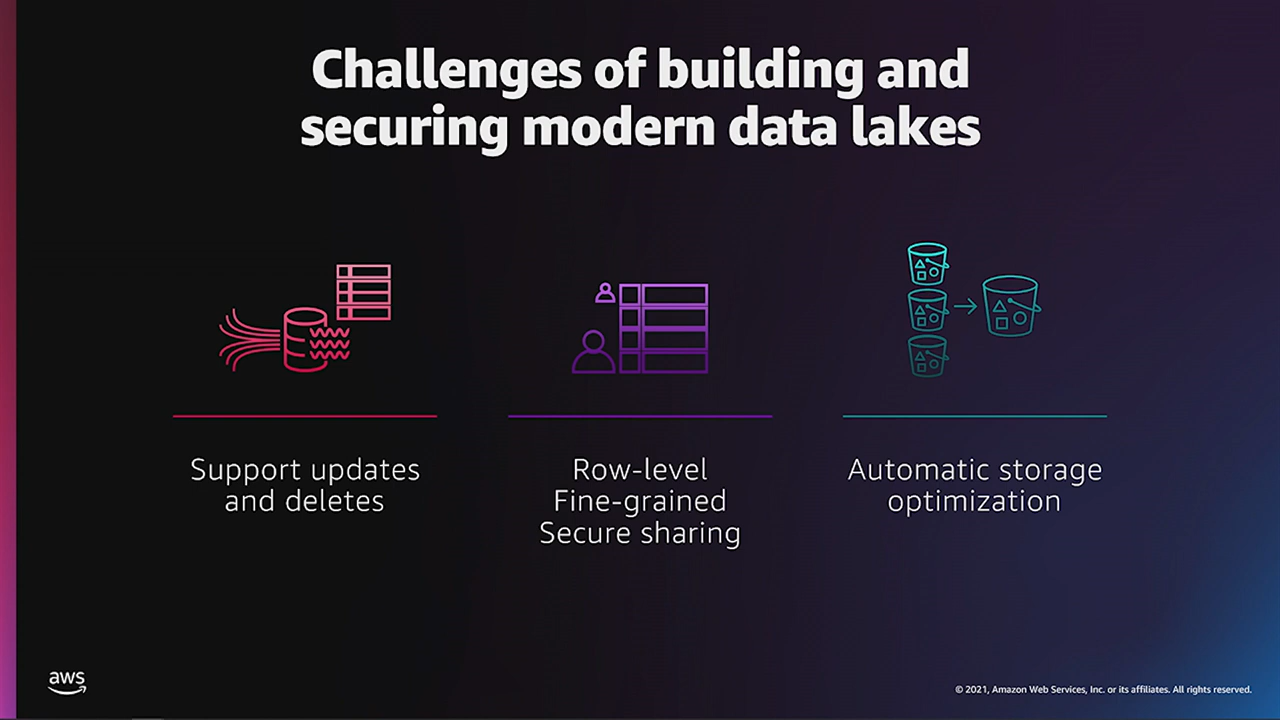 Challenges of building and
securing modern data lakes
Support updates
and deletes
Row-level
Fine-grained
Secure sharing
Automatic storage
optimization
aws
© 2021, Amazon Web Services, Inc. or its affiliates. All rights reserved.